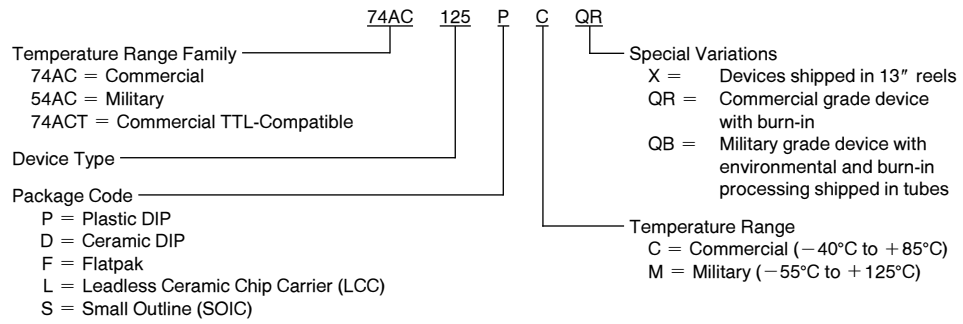 74AC 125 P C QR
Temperature Range Family
74AC = Commercial
54AC = Military
74ACT = Commercial TTL-Compatible
Device Type
Package Code
P = Plastic DIP
D = Ceramic DIP
F = Flatpak
L = Leadless Ceramic Chip Carrier (LCC)
S = Small Outline (SOIC)
Special Variations
X = Devices shipped in 13″ reels
QR = Commercial grade device
with burn-in
QB = Military grade device with
environmental and burn-in
processing shipped in tubes
Temperature Range
C = Commercial (−40°C to +85°C)
M = Military (−55°C to +125°C)